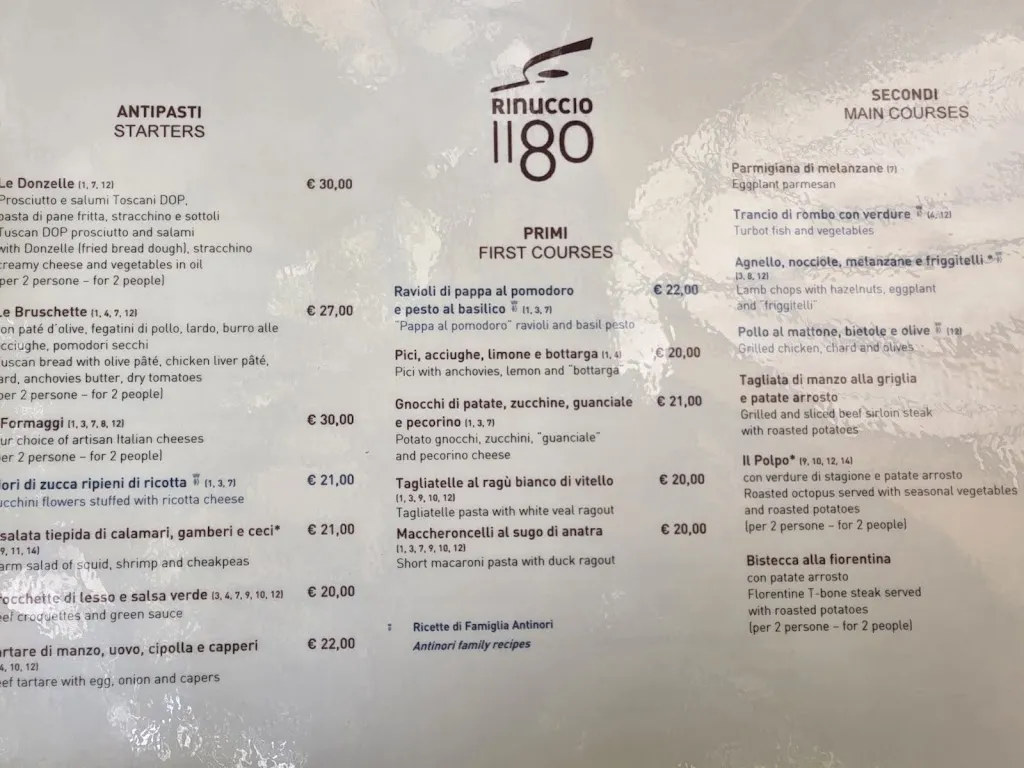 ANTIPASTI
STARTERS
Le Donzelle (1, 7, 12) € 30,00
Prosciutto e salumi Toscani DOP,
pasta di pane fritta, stracchino e sottoli
Tuscan DOP prosciutto and salami
with Donzelle (fried bread dough), stracchino
creamy cheese and vegetables in oil
(per 2 persone – for 2 people)
Le Bruschette (1, 4, 7, 12) € 27,00
con paté d'olive, fegatini di pollo, lardo, burro alle
acciughe, pomodori secchi
Tuscan bread with olive pâté, chicken liver pâté,
lard, anchovies butter, dry tomatoes
(per 2 persone – for 2 people)
Formaggi (1, 3, 7, 8, 12) € 30,00
our choice of artisan Italian cheeses
(per 2 persone – for 2 people)
iori di zucca ripieni di ricotta (1, 3, 7) € 21,00
ucchini flowers stuffed with ricotta cheese
salata tiepida di calamari, gamberi e ceci* € 21,00
9, 11, 14)
arm salad of squid, shrimp and cheakpeas
rocchette di lesso e salsa verde (3, 4, 7, 9, 10, 12) € 20,00
eef croquettes and green sauce
artare di manzo, uovo, cipolla e capperi € 22,00
4, 10, 12)
eef tartare with egg, onion and capers
RINUCCIO
1180
PRIMI
FIRST COURSES
Ravioli di pappa al pomodoro € 22,00
e pesto al basilico (1, 3, 7)
"Pappa al pomodoro" ravioli and basil pesto
Pici, acciughe, limone e bottarga (1, 4) € 20,00
Pici with anchovies, lemon and "bottarga
Gnocchi di patate, zucchine, guanciale € 21,00
e pecorino (1, 3, 7)
Potato gnocchi, zucchini, "guanciale"
and pecorino cheese
Tagliatelle al ragù bianco di vitello € 20,00
(1, 3, 9, 10, 12)
Tagliatelle pasta with white veal ragout
Maccheroncelli al sugo di anatra € 20,00
(1, 3, 7, 9, 10, 12)
Short macaroni pasta with duck ragout
Ricette di Famiglia Antinori
Antinori family recipes
SECONDI
MAIN COURSES
Parmigiana di melanzane (7)
Eggplant parmesan
Trancio di rombo con verdure (4, 12)
Turbot fish and vegetables
Agnello, nocciole, melanzane e friggitelli *
(3, 8, 12)
Lamb chops with hazelnuts, eggplant
and "friggitelli"
Pollo al mattone, bietole e olive (12)
Grilled chicken, chard and olives
Tagliata di manzo alla griglia
e patate arrosto
Grilled and sliced beef sirloin steak
with roasted potatoes
Il Polpo* (9, 10, 12, 14)
con verdure di stagione e patate arrosto
Roasted octopus served with seasonal vegetables
and roasted potatoes
(per 2 persone – for 2 people)
Bistecca alla fiorentina
con patate arrosto
Florentine T-bone steak served
with roasted potatoes
(per 2 persone – for 2 people)